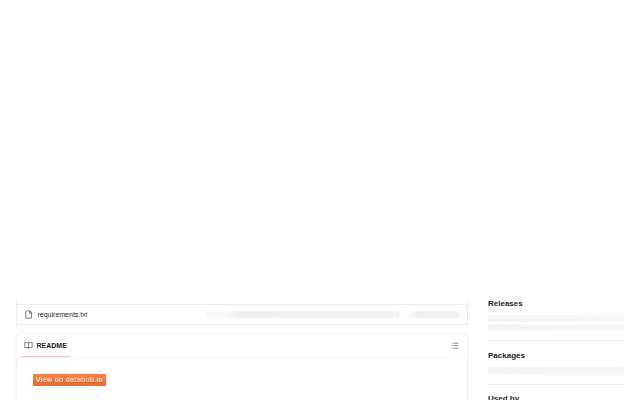 Releases
requirements.txt
README
Packages
View on datahub.io
Used by